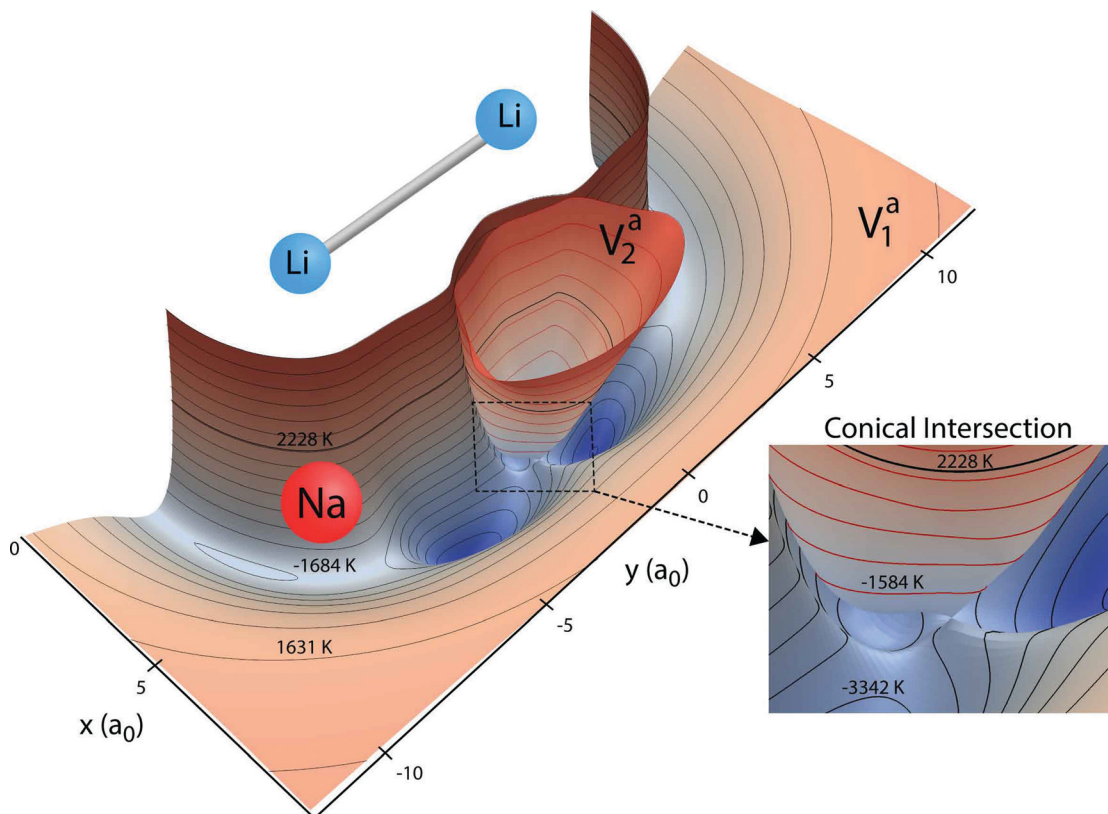 Li
Li
V₂ᵃ
V₁ᵃ
10
5
2228 K
Conical Intersection
2228 K
Na
0
0
-1684 K
y (a₀)
-1584 K
-5
1631 K
5
-3342 K
x (a₀)
-10